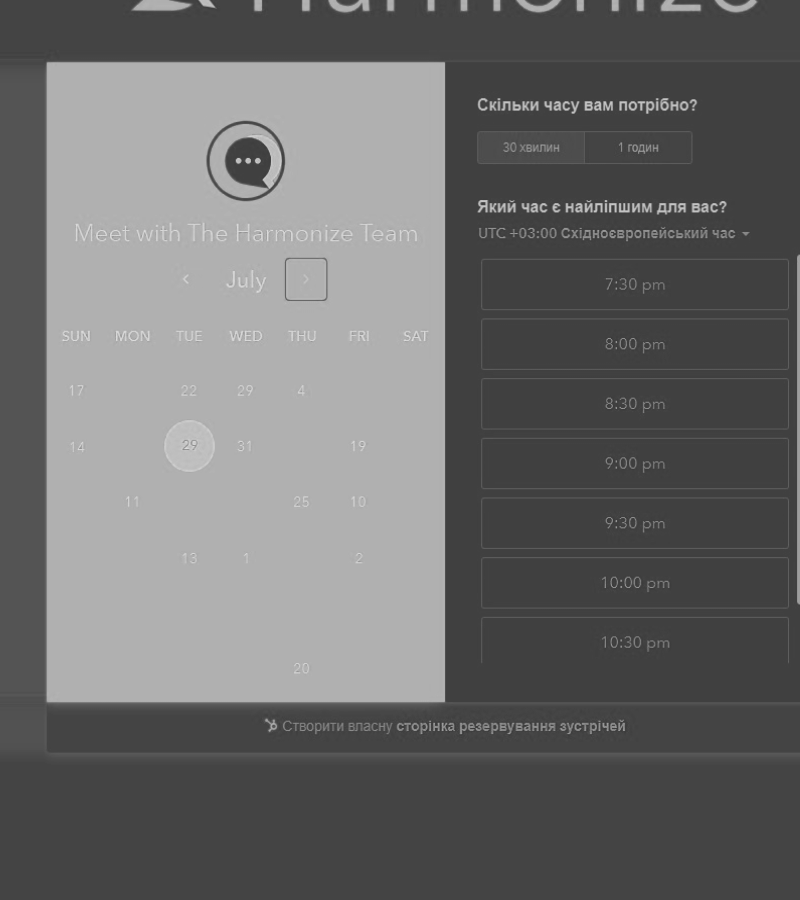 Harmonize
Meet with The Harmonize Team
July
SUN MON TUE WED THU FRI SAT
17 22 29 4
14 29 31 19
11 25 10
13 1 2
20
Скільки часу вам потрібно?
30 хвилин 1 годин
Який час є найліпшим для вас?
UTC +03:00 Східноєвропейський час
7:30 pm
8:00 pm
8:30 pm
9:00 pm
9:30 pm
10:00 pm
10:30 pm
Створити власну сторінка резервування зустрічей